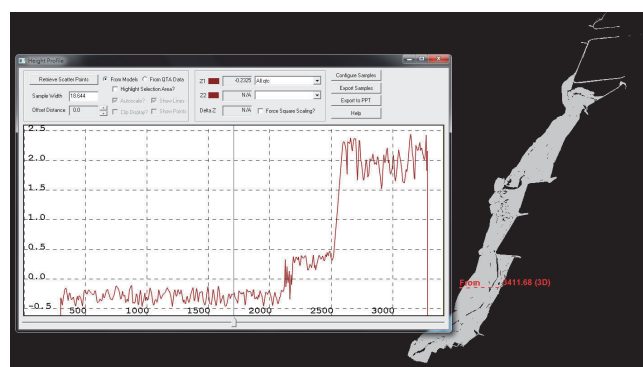 Height Profile
Retrieve Scatter Points
From Models
From QTA Data
Highlight Selection Area?
Sample Width
18.644
Autoscale?
Show Lines
Offset Distance
0.0
Clip Display?
Show Points
Z1
-0.2325
All.qtc
Z2
N/A
Delta Z
N/A
Force Square Scaling?
Configure Samples
Export Samples
Export to PPT
Help
2.5
2.0
1.5
1.0
0.5
0.0
-0.5
500
1000
1500
2000
2500
3000
From
3411.68 (3D)